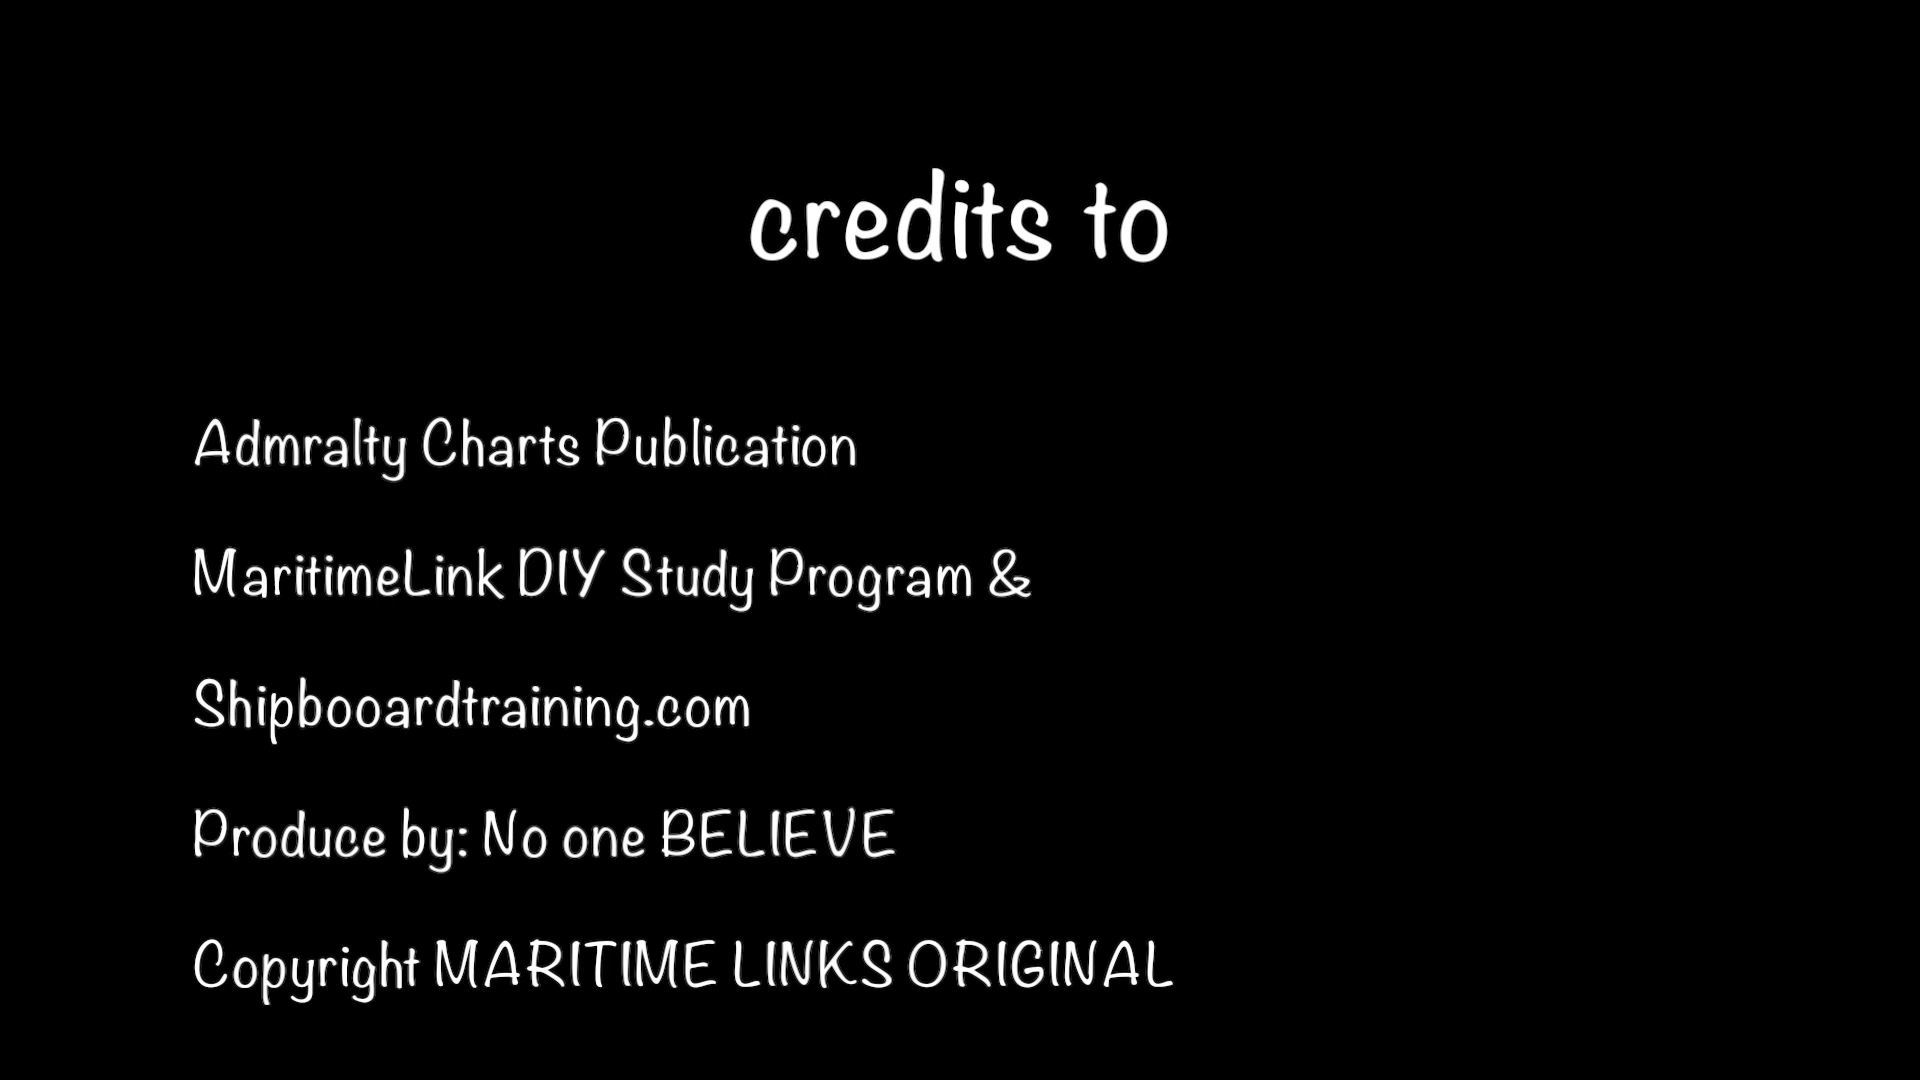 credits to
Admralty Charts Publication
MaritimeLink DIY Study Program &
Shipbooardtraining.com
Produce by: No one BELIEVE
Copyright MARITIME LINKS ORIGINAL